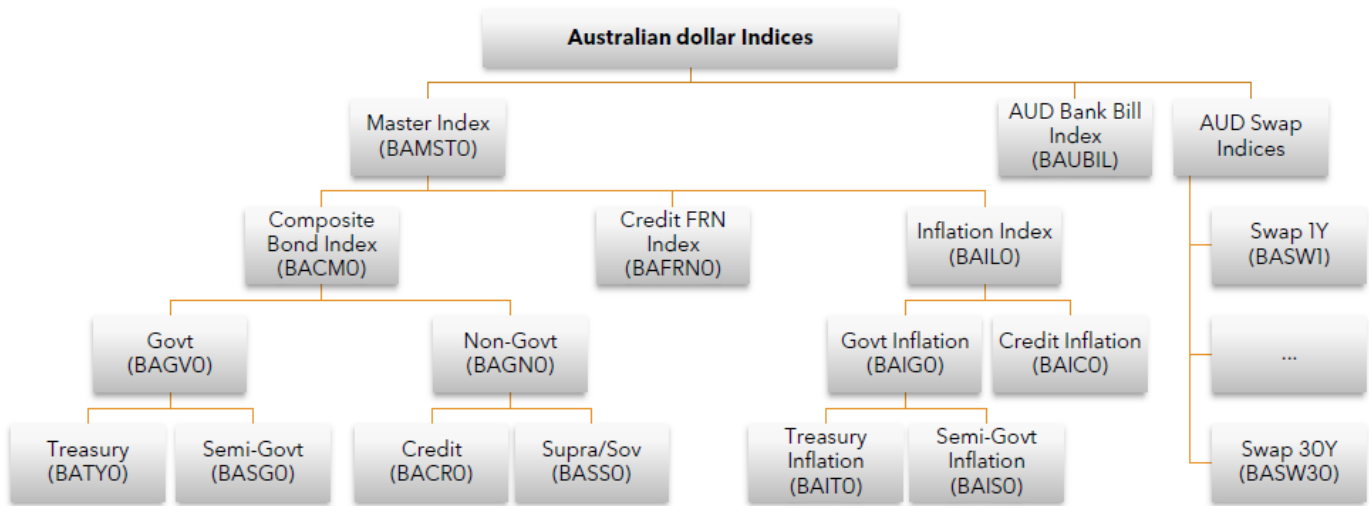 Australian dollar Indices
Master Index
(BAMST0)
AUD Bank Bill
Index
(BAUBIL)
AUD Swap
Indices
Composite
Bond Index
(BACM0)
Credit FRN
Index
(BAFRN0)
Inflation Index
(BAIL0)
Swap 1Y
(BASW1)
Govt
(BAGV0)
Non-Govt
(BAGN0)
Govt Inflation
(BAIG0)
Credit Inflation
(BAIC0)
...
Treasury
(BATY0)
Semi-Govt
(BASG0)
Credit
(BACR0)
Supra/Sov
(BASS0)
Treasury
Inflation
(BAIT0)
Semi-Govt
Inflation
(BAIS0)
Swap 30Y
(BASW30)